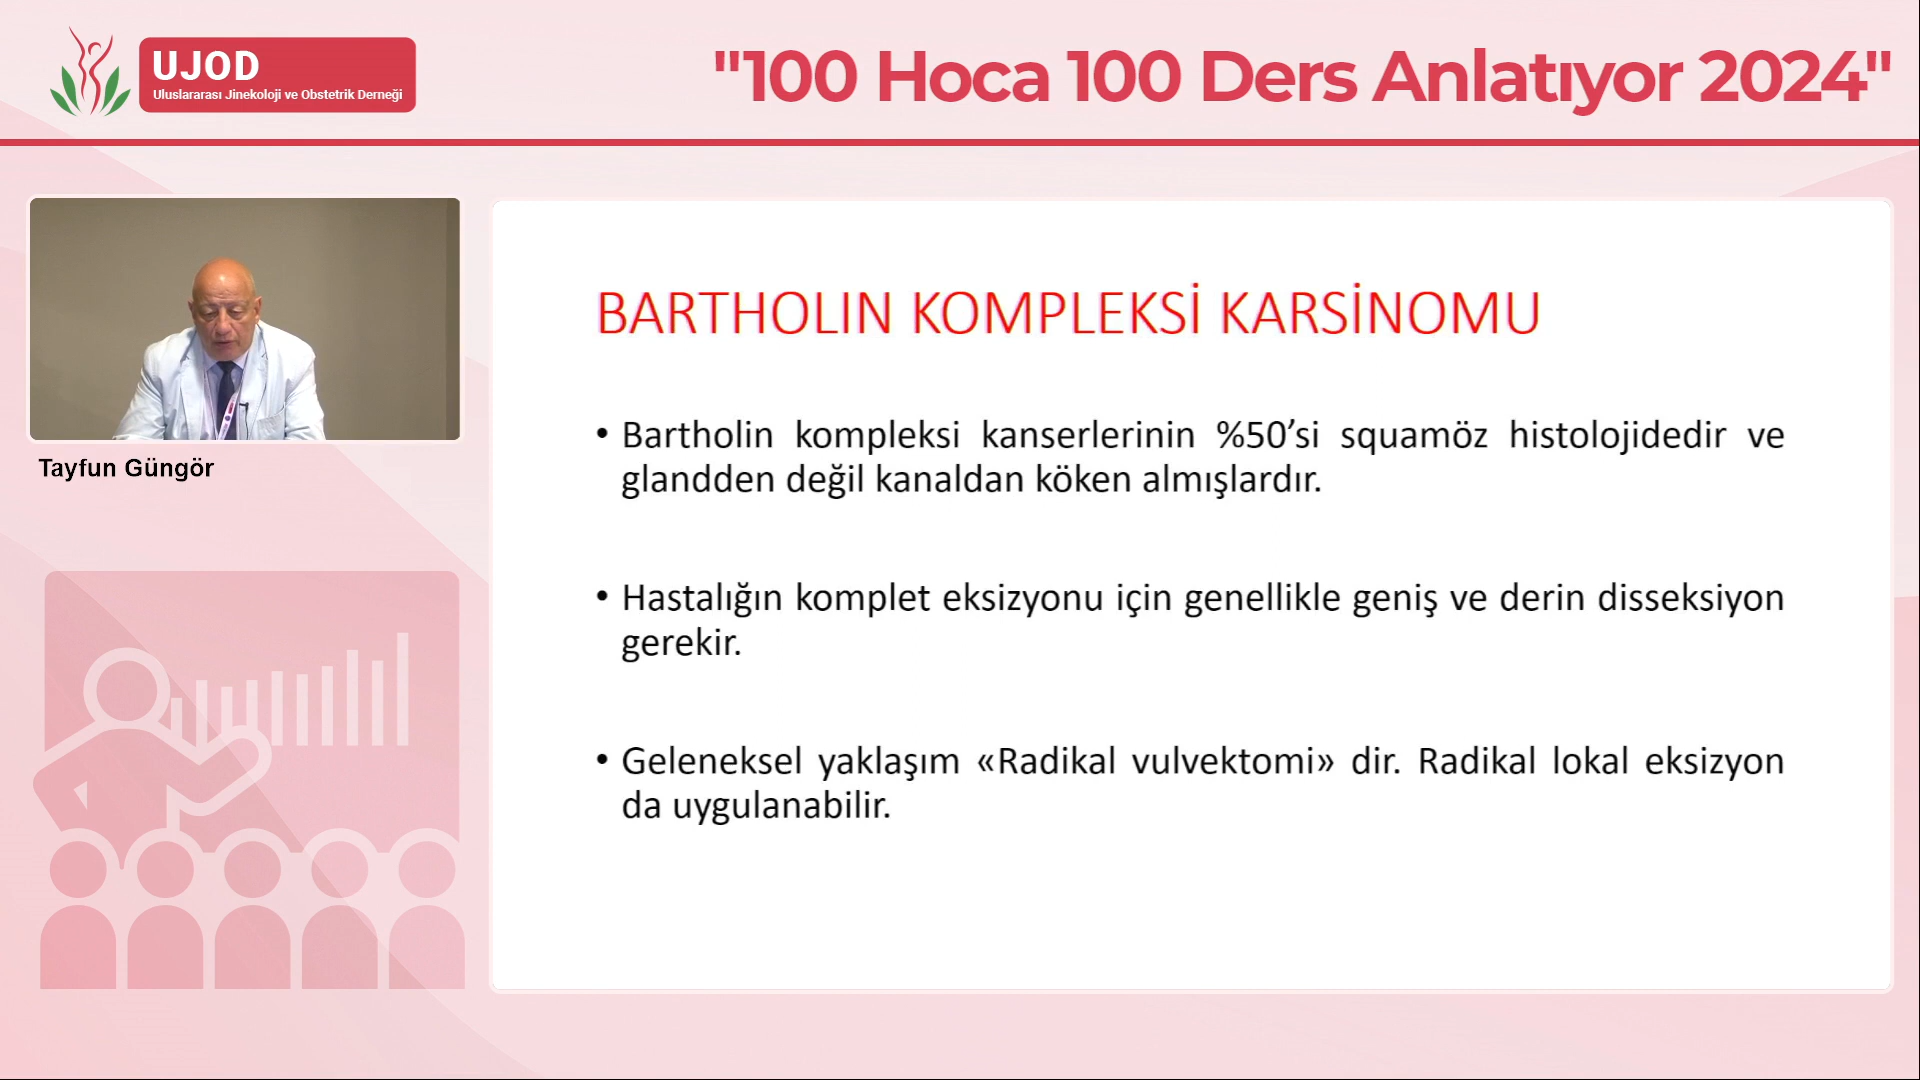 UJOD
Uluslararası Jinekoloji ve Obstetrik Derneği
"100 Hoca 100 Ders Anlatıyor 2024"
Tayfun Güngör
BARTHOLIN KOMPLEKSİ KARSİNOMU
• Bartholin kompleksi kanserlerinin %50’si squamöz histolojidedir ve
glandden değil kanaldan köken almışlardır.
• Hastalığın komplet eksizyonu için genellikle geniş ve derin disseksiyon
gerekir.
• Geleneksel yaklaşım «Radikal vulvektomi» dir. Radikal lokal eksizyon
da uygulanabilir.